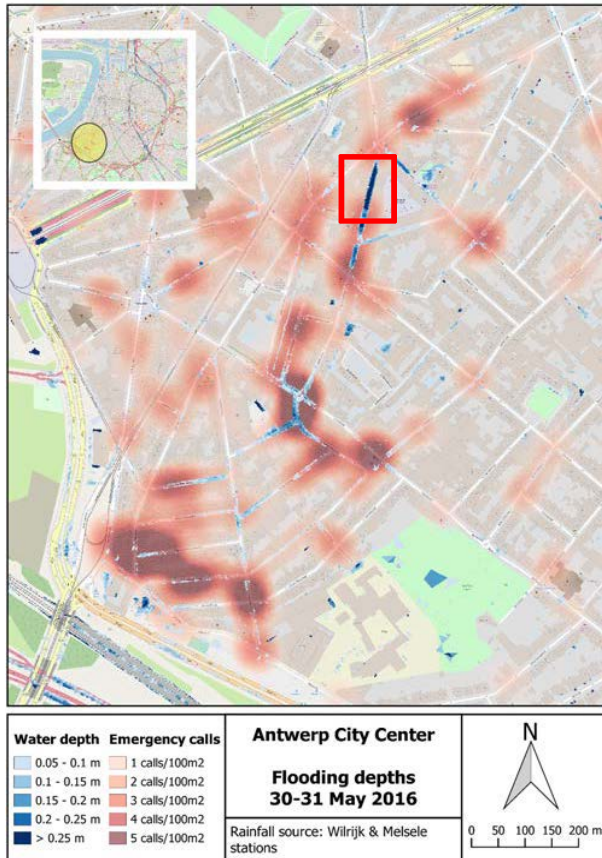 Water depth
0.05 - 0.1 m
0.1 - 0.15 m
0.15 - 0.2 m
0.2 - 0.25 m
> 0.25 m
Emergency calls
1 calls/100m2
2 calls/100m2
3 calls/100m2
4 calls/100m2
5 calls/100m2
Antwerp City Center
Flooding depths
30-31 May 2016
Rainfall source: Wilrijk & Melsele
stations
N
0 50 100 150 200 m